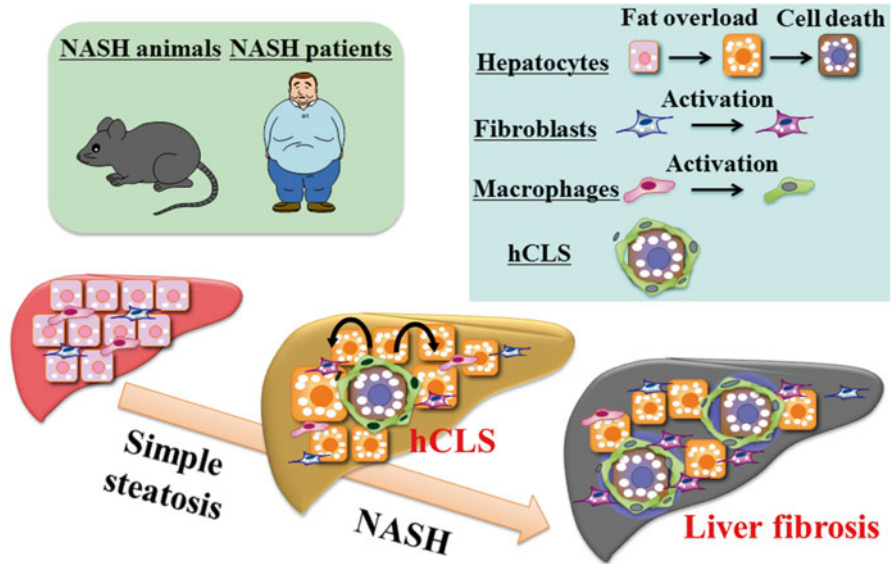 NASH animals NASH patients
Fat overload Cell death
Hepatocytes
Activation
Fibroblasts
Activation
Macrophages
hCLS
Simple
steatosis
hCLS
NASH
Liver fibrosis